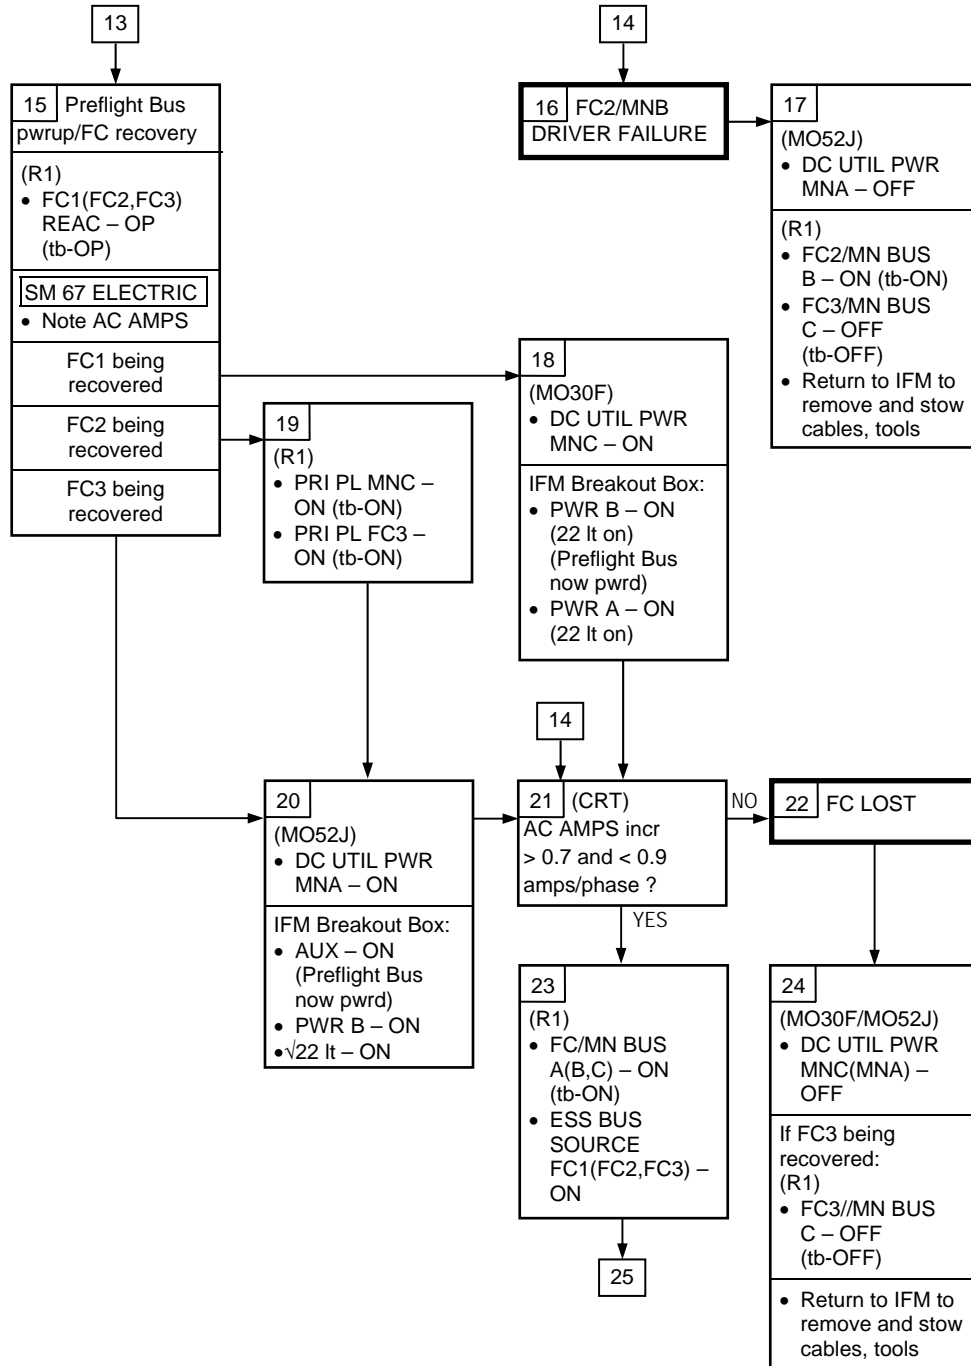 13
14
15 Preflight Bus
pwrup/FC recovery
(R1)
• FC1(FC2,FC3)
REAC – OP
(tb-OP)
SM 67 ELECTRIC
• Note AC AMPS
FC1 being
recovered
FC2 being
recovered
FC3 being
recovered
16 FC2/MNB
DRIVER FAILURE
17
(MO52J)
• DC UTIL PWR
MNA – OFF
(R1)
• FC2/MN BUS
B – ON (tb-ON)
• FC3/MN BUS
C – OFF
(tb-OFF)
• Return to IFM to
remove and stow
cables, tools
18
(MO30F)
• DC UTIL PWR
MNC – ON
IFM Breakout Box:
• PWR B – ON
(22 lt on)
(Preflight Bus
now pwrd)
• PWR A – ON
(22 lt on)
19
(R1)
• PRI PL MNC –
ON (tb-ON)
• PRI PL FC3 –
ON (tb-ON)
14
20
(MO52J)
• DC UTIL PWR
MNA – ON
IFM Breakout Box:
• AUX – ON
(Preflight Bus
now pwrd)
• PWR B – ON
•√22 lt – ON
21 (CRT)
AC AMPS incr
> 0.7 and < 0.9
amps/phase ?
NO
YES
22 FC LOST
23
(R1)
• FC/MN BUS
A(B,C) – ON
(tb-ON)
• ESS BUS
SOURCE
FC1(FC2,FC3) –
ON
25
24
(MO30F/MO52J)
• DC UTIL PWR
MNC(MNA) –
OFF
If FC3 being
recovered:
(R1)
• FC3//MN BUS
C – OFF
(tb-OFF)
• Return to IFM to
remove and stow
cables, tools